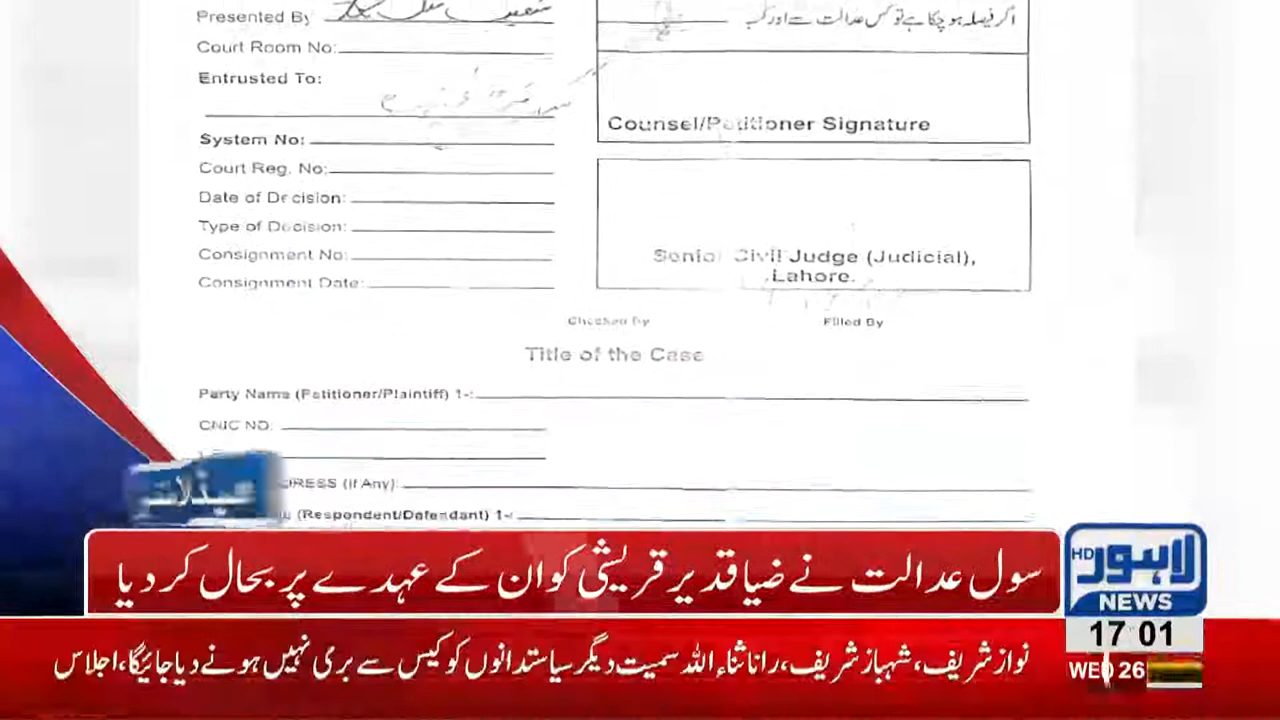 Presented By
اگر فیصلہ ہو چکا ہے تو کس عدالت سے اور کب
Court Room No:
Entrusted To:
Counsel/Petitioner Signature
System No:
Court Reg. No:
Date of Decision:
Type of Decision:
Consignment No:
Senior Civil Judge (Judicial),
Lahore.
Consignment Date:
Checked By
Filled By
Title of the Case
Party Name (Petitioner/Plaintiff) 1-:
CNIC NO:
DRESS (if Any):
(Respondent/Defendant) 1-:
سول عدالت نے ضیا قدیر قریشی کو ان کے عہدے پر بحال کر دیا
HD لاہور
NEWS
17 01
WED 26
نواز شریف، شہباز شریف، رانا ثناء اللہ سمیت دیگر سیاستدانوں کو کیس سے بری نہیں ہونے دیا جائیگا، اجلاس